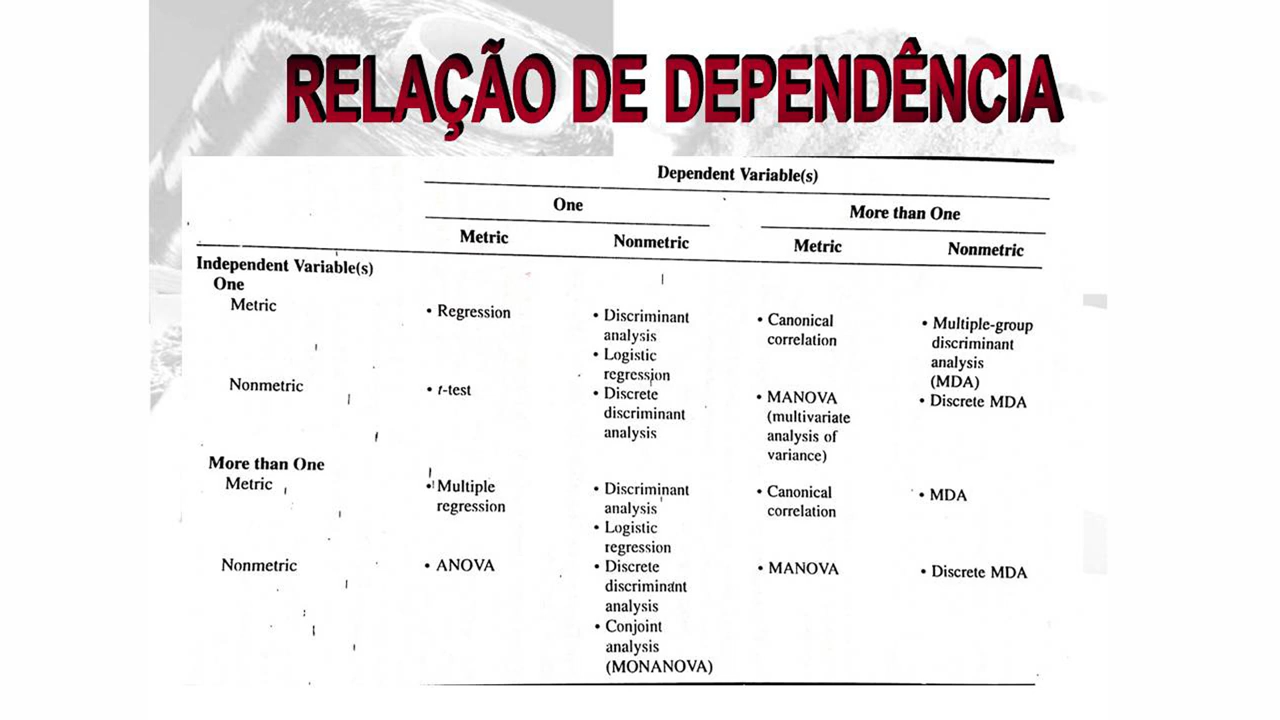 RELAÇÃO DE DEPENDÊNCIA
Dependent Variable(s)
One More than One
Metric Nonmetric Metric Nonmetric
Independent Variable(s)
One
Metric
• Regression
• Discriminant
analysis
• Logistic
regression
• Canonical
correlation
• Multiple-group
discriminant
analysis
(MDA)
Nonmetric
• t-test
• Discrete
discriminant
analysis
• MANOVA
(multivariate
analysis of
variance)
• Discrete MDA
More than One
Metric
• Multiple
regression
• Discriminant
analysis
• Logistic
regression
• Canonical
correlation
• MDA
Nonmetric
• ANOVA
• Discrete
discriminant
analysis
• Conjoint
analysis
(MONANOVA)
• MANOVA
• Discrete MDA